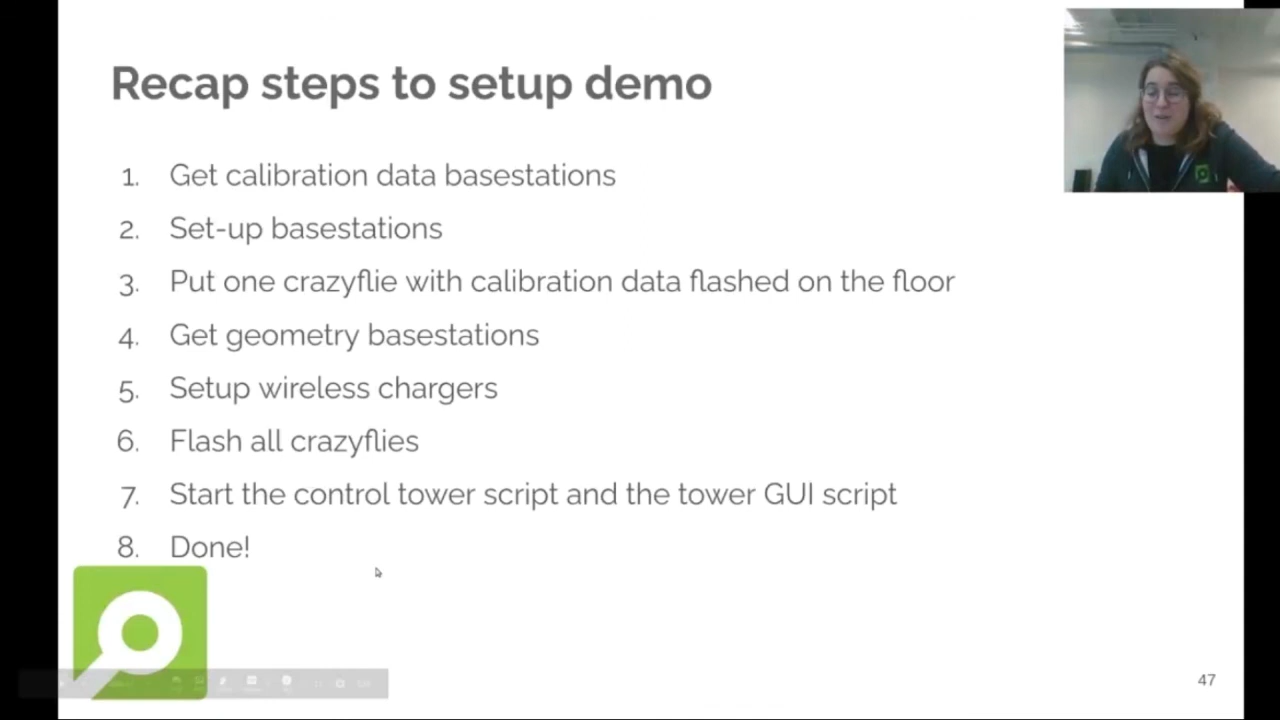 Recap steps to setup demo
1. Get calibration data basestations
2. Set-up basestations
3. Put one crazyflie with calibration data flashed on the floor
4. Get geometry basestations
5. Setup wireless chargers
6. Flash all crazyflies
7. Start the control tower script and the tower GUI script
8. Done!
47